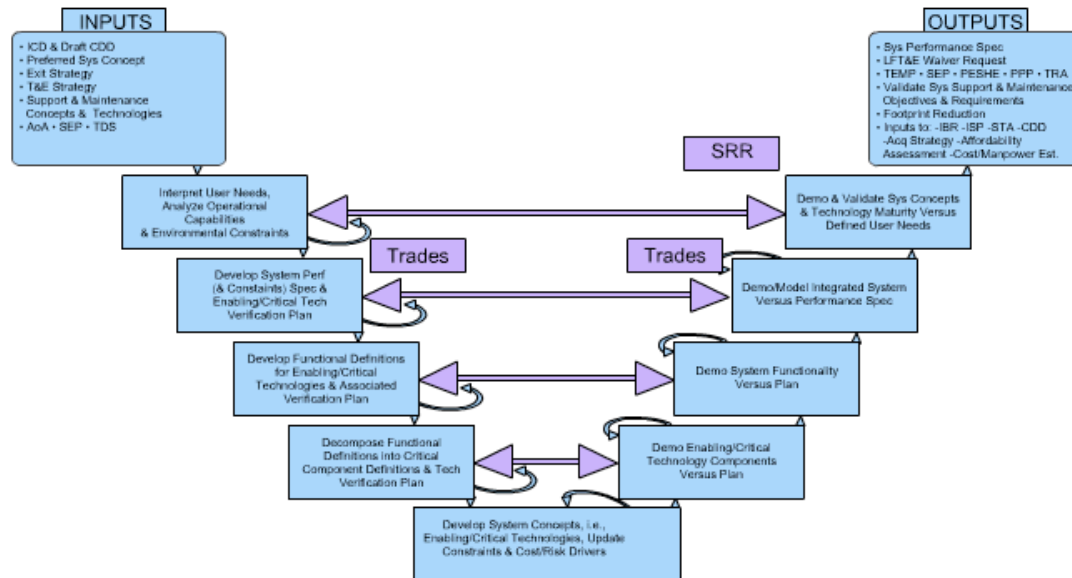 INPUTS
• ICD & Draft CDD
• Preferred Sys Concept
• Exit Strategy
• T&E Strategy
• Support & Maintenance
Concepts & Technologies
• AoA • SEP • TDS
OUTPUTS
• Sys Performance Spec
• LFT&E Waiver Request
• TEMP • SEP • PESHE • PPP • TRA
• Validate Sys Support & Maintenance
Objectives & Requirements
• Footprint Reduction
• Inputs to: -IBR -ISP -STA -CDD
-Acq Strategy -Affordability
Assessment -Cost/Manpower Est.
SRR
Interpret User Needs,
Analyze Operational
Capabilities
& Environmental Constraints
Demo & Validate Sys Concepts
& Technology Maturity Versus
Defined User Needs
Trades
Trades
Develop System Perf
(& Constaints) Spec &
Enabling/Critical Tech
Verification Plan
Demo/Model Integrated System
Versus Performance Spec
Develop Functional Definitions
for Enabling/Critical
Technologies & Associated
Verification Plan
Demo System Functionality
Versus Plan
Decompose Functional
Definitions into Critical
Component Definitions & Tech
Verification Plan
Demo Enabling/Critical
Technology Components
Versus Plan
Develop System Concepts, i.e.,
Enabling/Critical Technologies, Update
Constraints & Cost/Risk Drivers